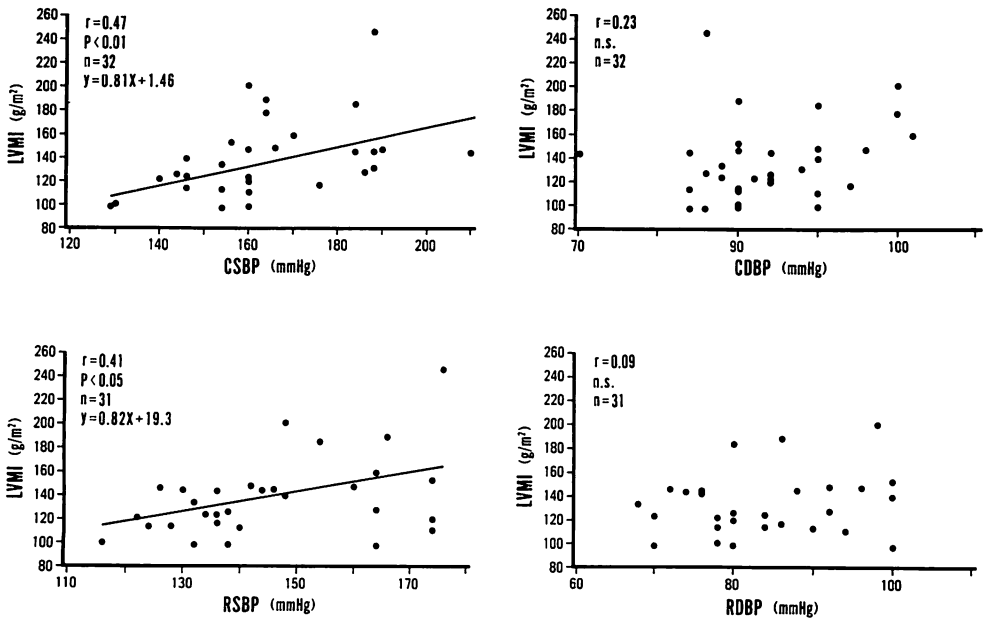 260
240
220
200
180
160
140
120
100
80
LVMI (g/m²)
r=0.47
P<0.01
n=32
y=0.81X+1.46
120 140 160 180 200
CSBP (mmHg)
260
240
220
200
180
160
140
120
100
80
LVMI (g/m²)
r=0.23
n.s.
n=32
70 90 100
CDBP (mmHg)
260
240
220
200
180
160
140
120
100
80
LVMI (g/m²)
r=0.41
P<0.05
n=31
y=0.82X+19.3
110 130 150 170
RSBP (mmHg)
260
240
220
200
180
160
140
120
100
80
LVMI (g/m²)
r=0.09
n.s.
n=31
60 80 100
RDBP (mmHg)